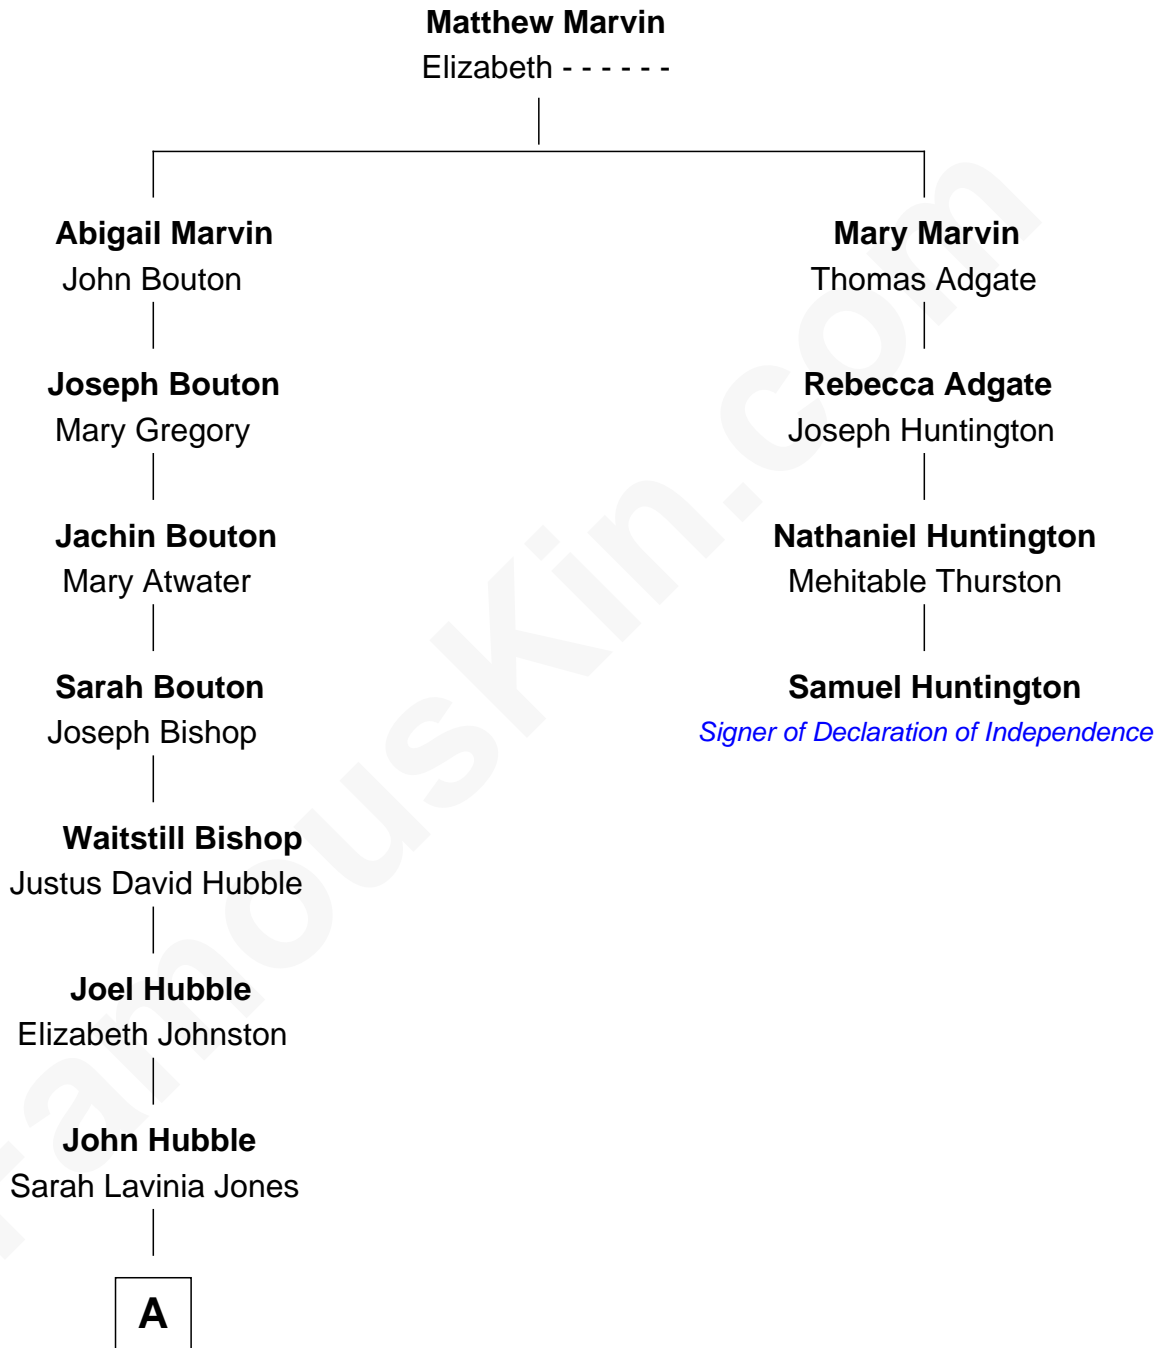 Matthew Marvin
Elizabeth - - - - - -
Abigail Marvin
John Bouton
Mary Marvin
Thomas Adgate
Joseph Bouton
Mary Gregory
Rebecca Adgate
Joseph Huntington
Jachin Bouton
Mary Atwater
Nathaniel Huntington
Mehitable Thurston
Sarah Bouton
Joseph Bishop
Samuel Huntington
Signer of Declaration of Independence
Waitstill Bishop
Justus David Hubble
Joel Hubble
Elizabeth Johnston
John Hubble
Sarah Lavinia Jones
A
FamousKin.com